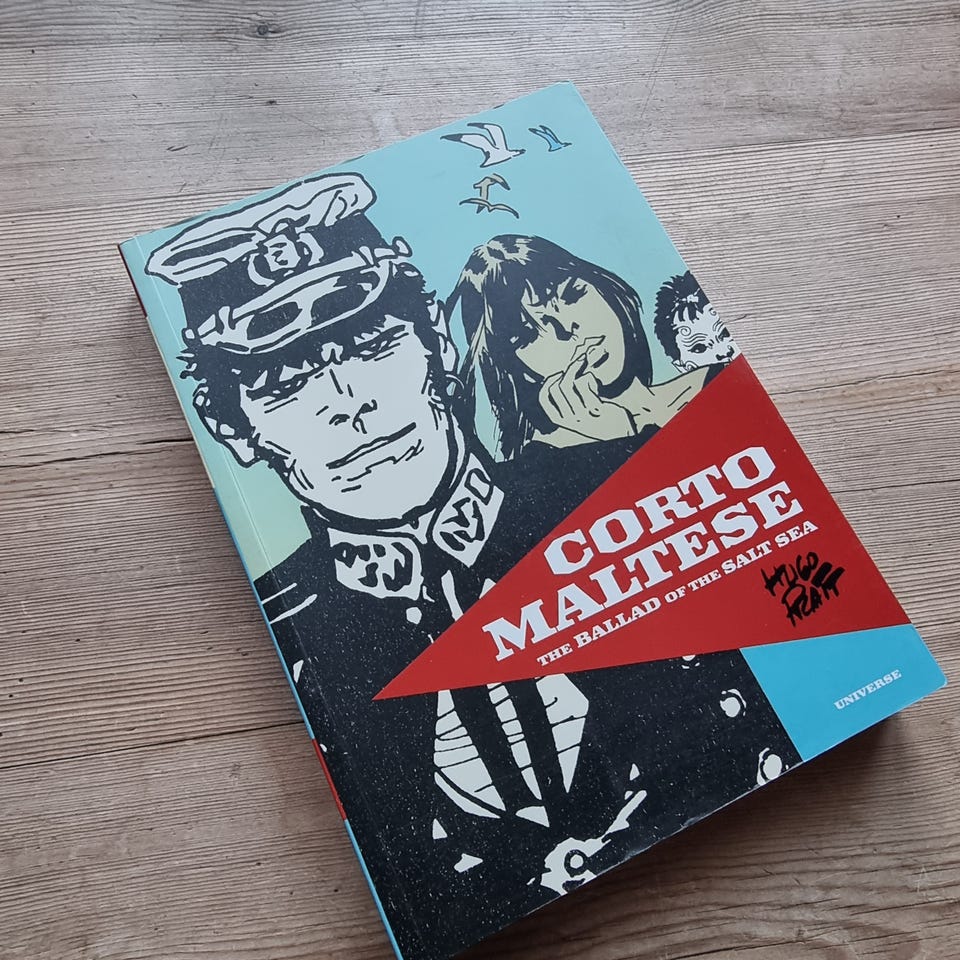 CORTO
MALTESE
THE BALLAD OF THE SALT SEA
HUGO
PRATT
UNIVERSE